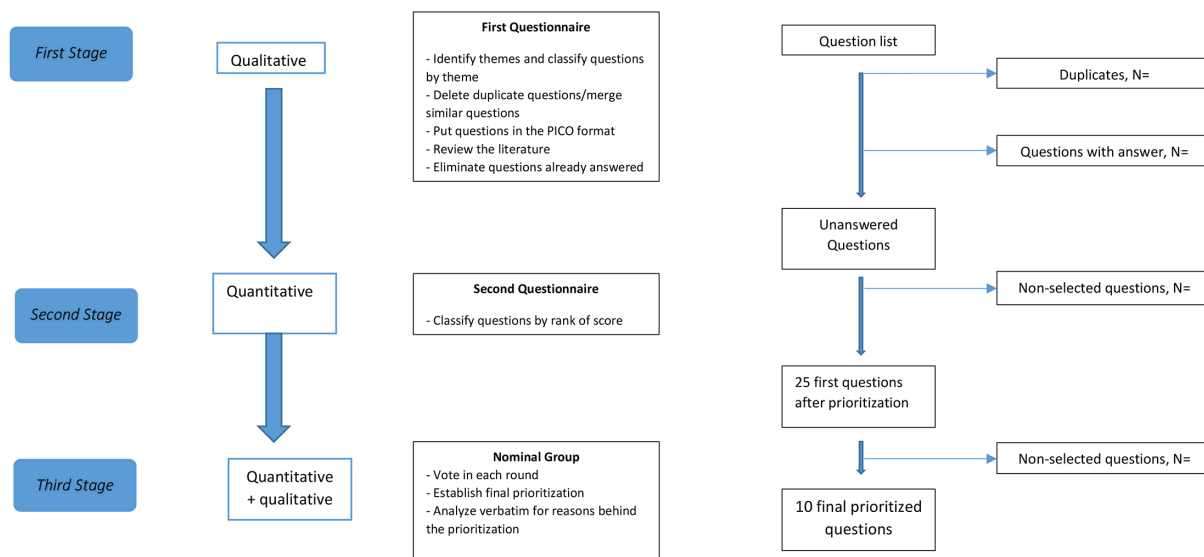 First Stage
Qualitative
First Questionnaire
- Identify themes and classify questions
by theme
- Delete duplicate questions/merge
similar questions
- Put questions in the PICO format
- Review the literature
- Eliminate questions already answered
Question list
Duplicates, N=
Questions with answer, N=
Unanswered
Questions
Second Stage
Quantitative
Second Questionnaire
- Classify questions by rank of score
Non-selected questions, N=
25 first questions
after prioritization
Third Stage
Quantitative
+ qualitative
Nominal Group
- Vote in each round
- Establish final prioritization
- Analyze verbatim for reasons behind
the prioritization
Non-selected questions, N=
10 final prioritized
questions